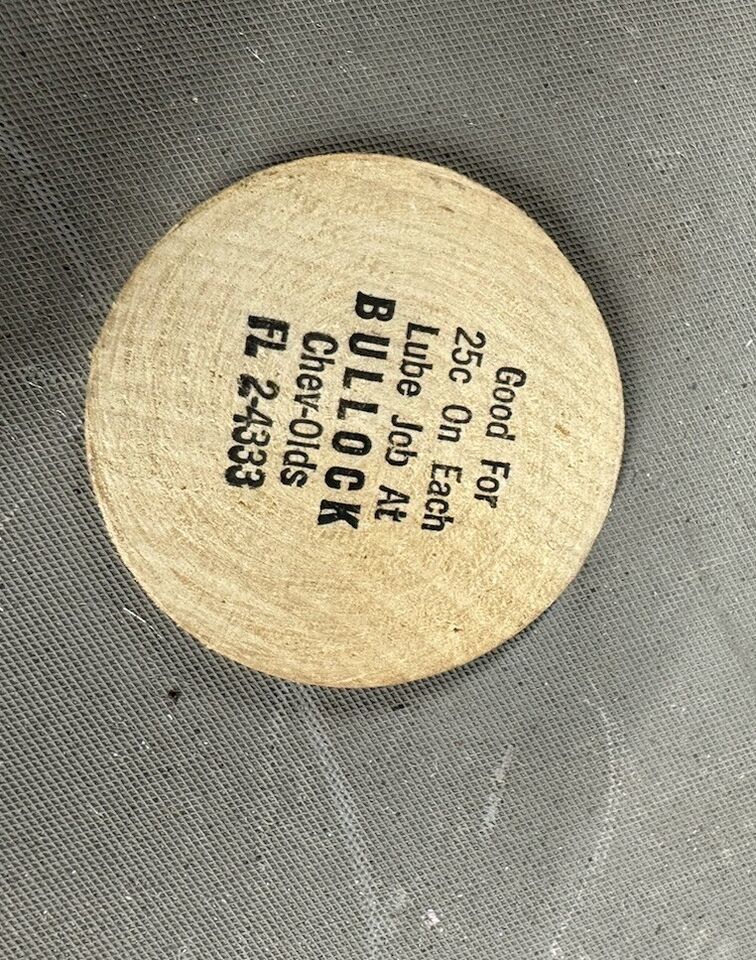 Good For
25c On Each
Lube Job At
BULLOCK
Chev-Olds
FL 2-4333